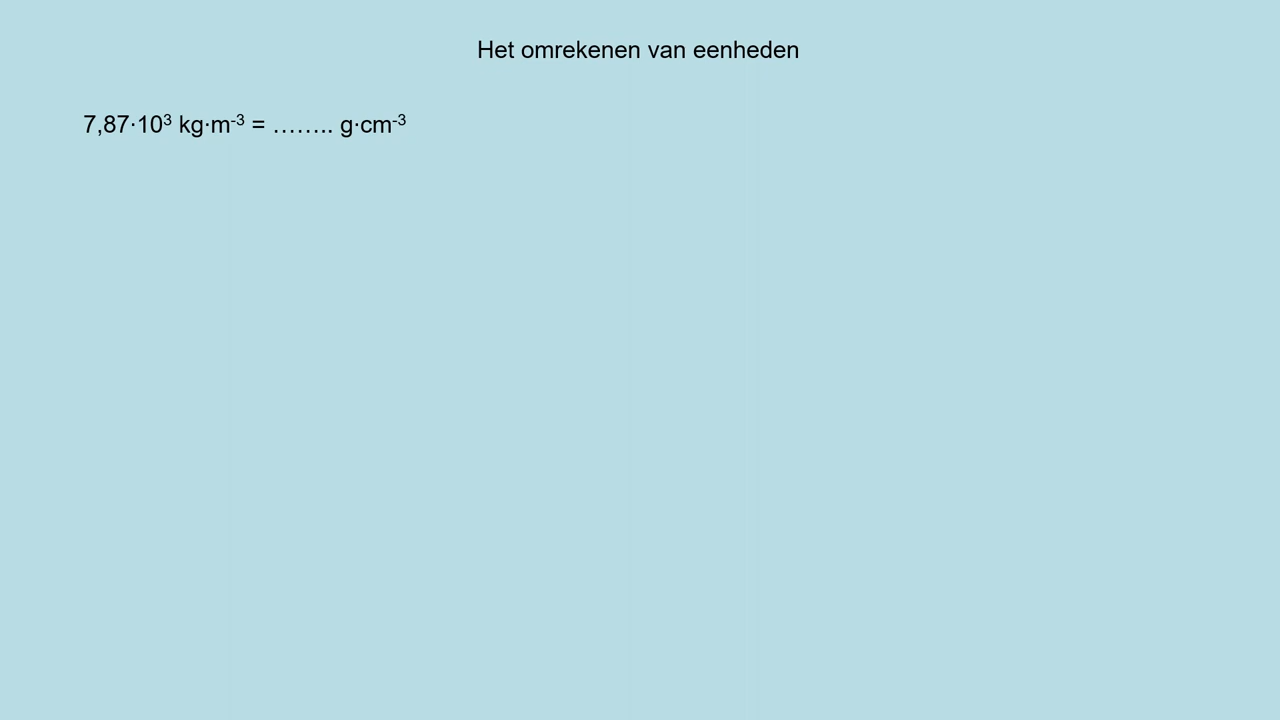 Het omrekenen van eenheden
7,87·10³ kg·m⁻³ = …….. g·cm⁻³